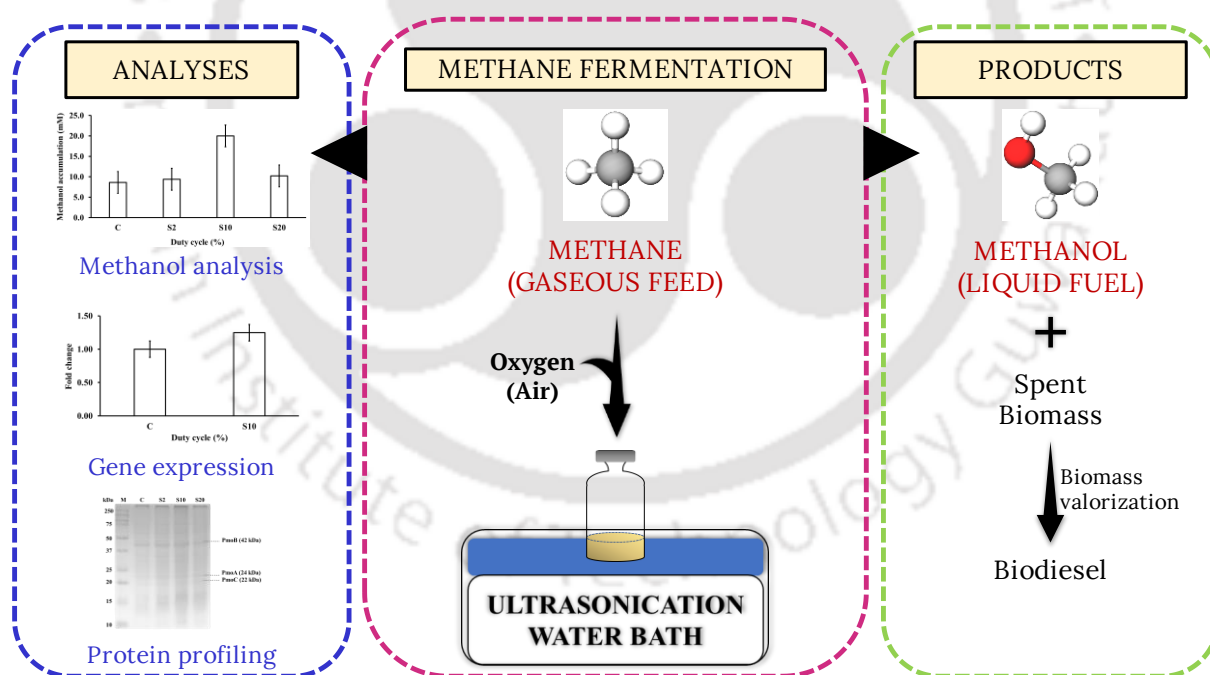 ANALYSES
Methanol accumulation (mM)
25.0
20.0
15.0
10.0
5.0
0.0
C S2 S10 S20
Duty cycle (%)
Methanol analysis
Fold change
1.50
1.00
0.50
0.00
C S10
Duty cycle (%)
Gene expression
kDa M C S2 S10 S20
250
75
50
37
25
20
15
10
PmoB (42 kDa)
PmoA (24 kDa)
PmoC (22 kDa)
Protein profiling
METHANE FERMENTATION
METHANE
(GASEOUS FEED)
Oxygen
(Air)
ULTRASONICATION
WATER BATH
PRODUCTS
METHANOL
(LIQUID FUEL)
+
Spent
Biomass
Biomass
valorization
Biodiesel
Institute of Technology Guw